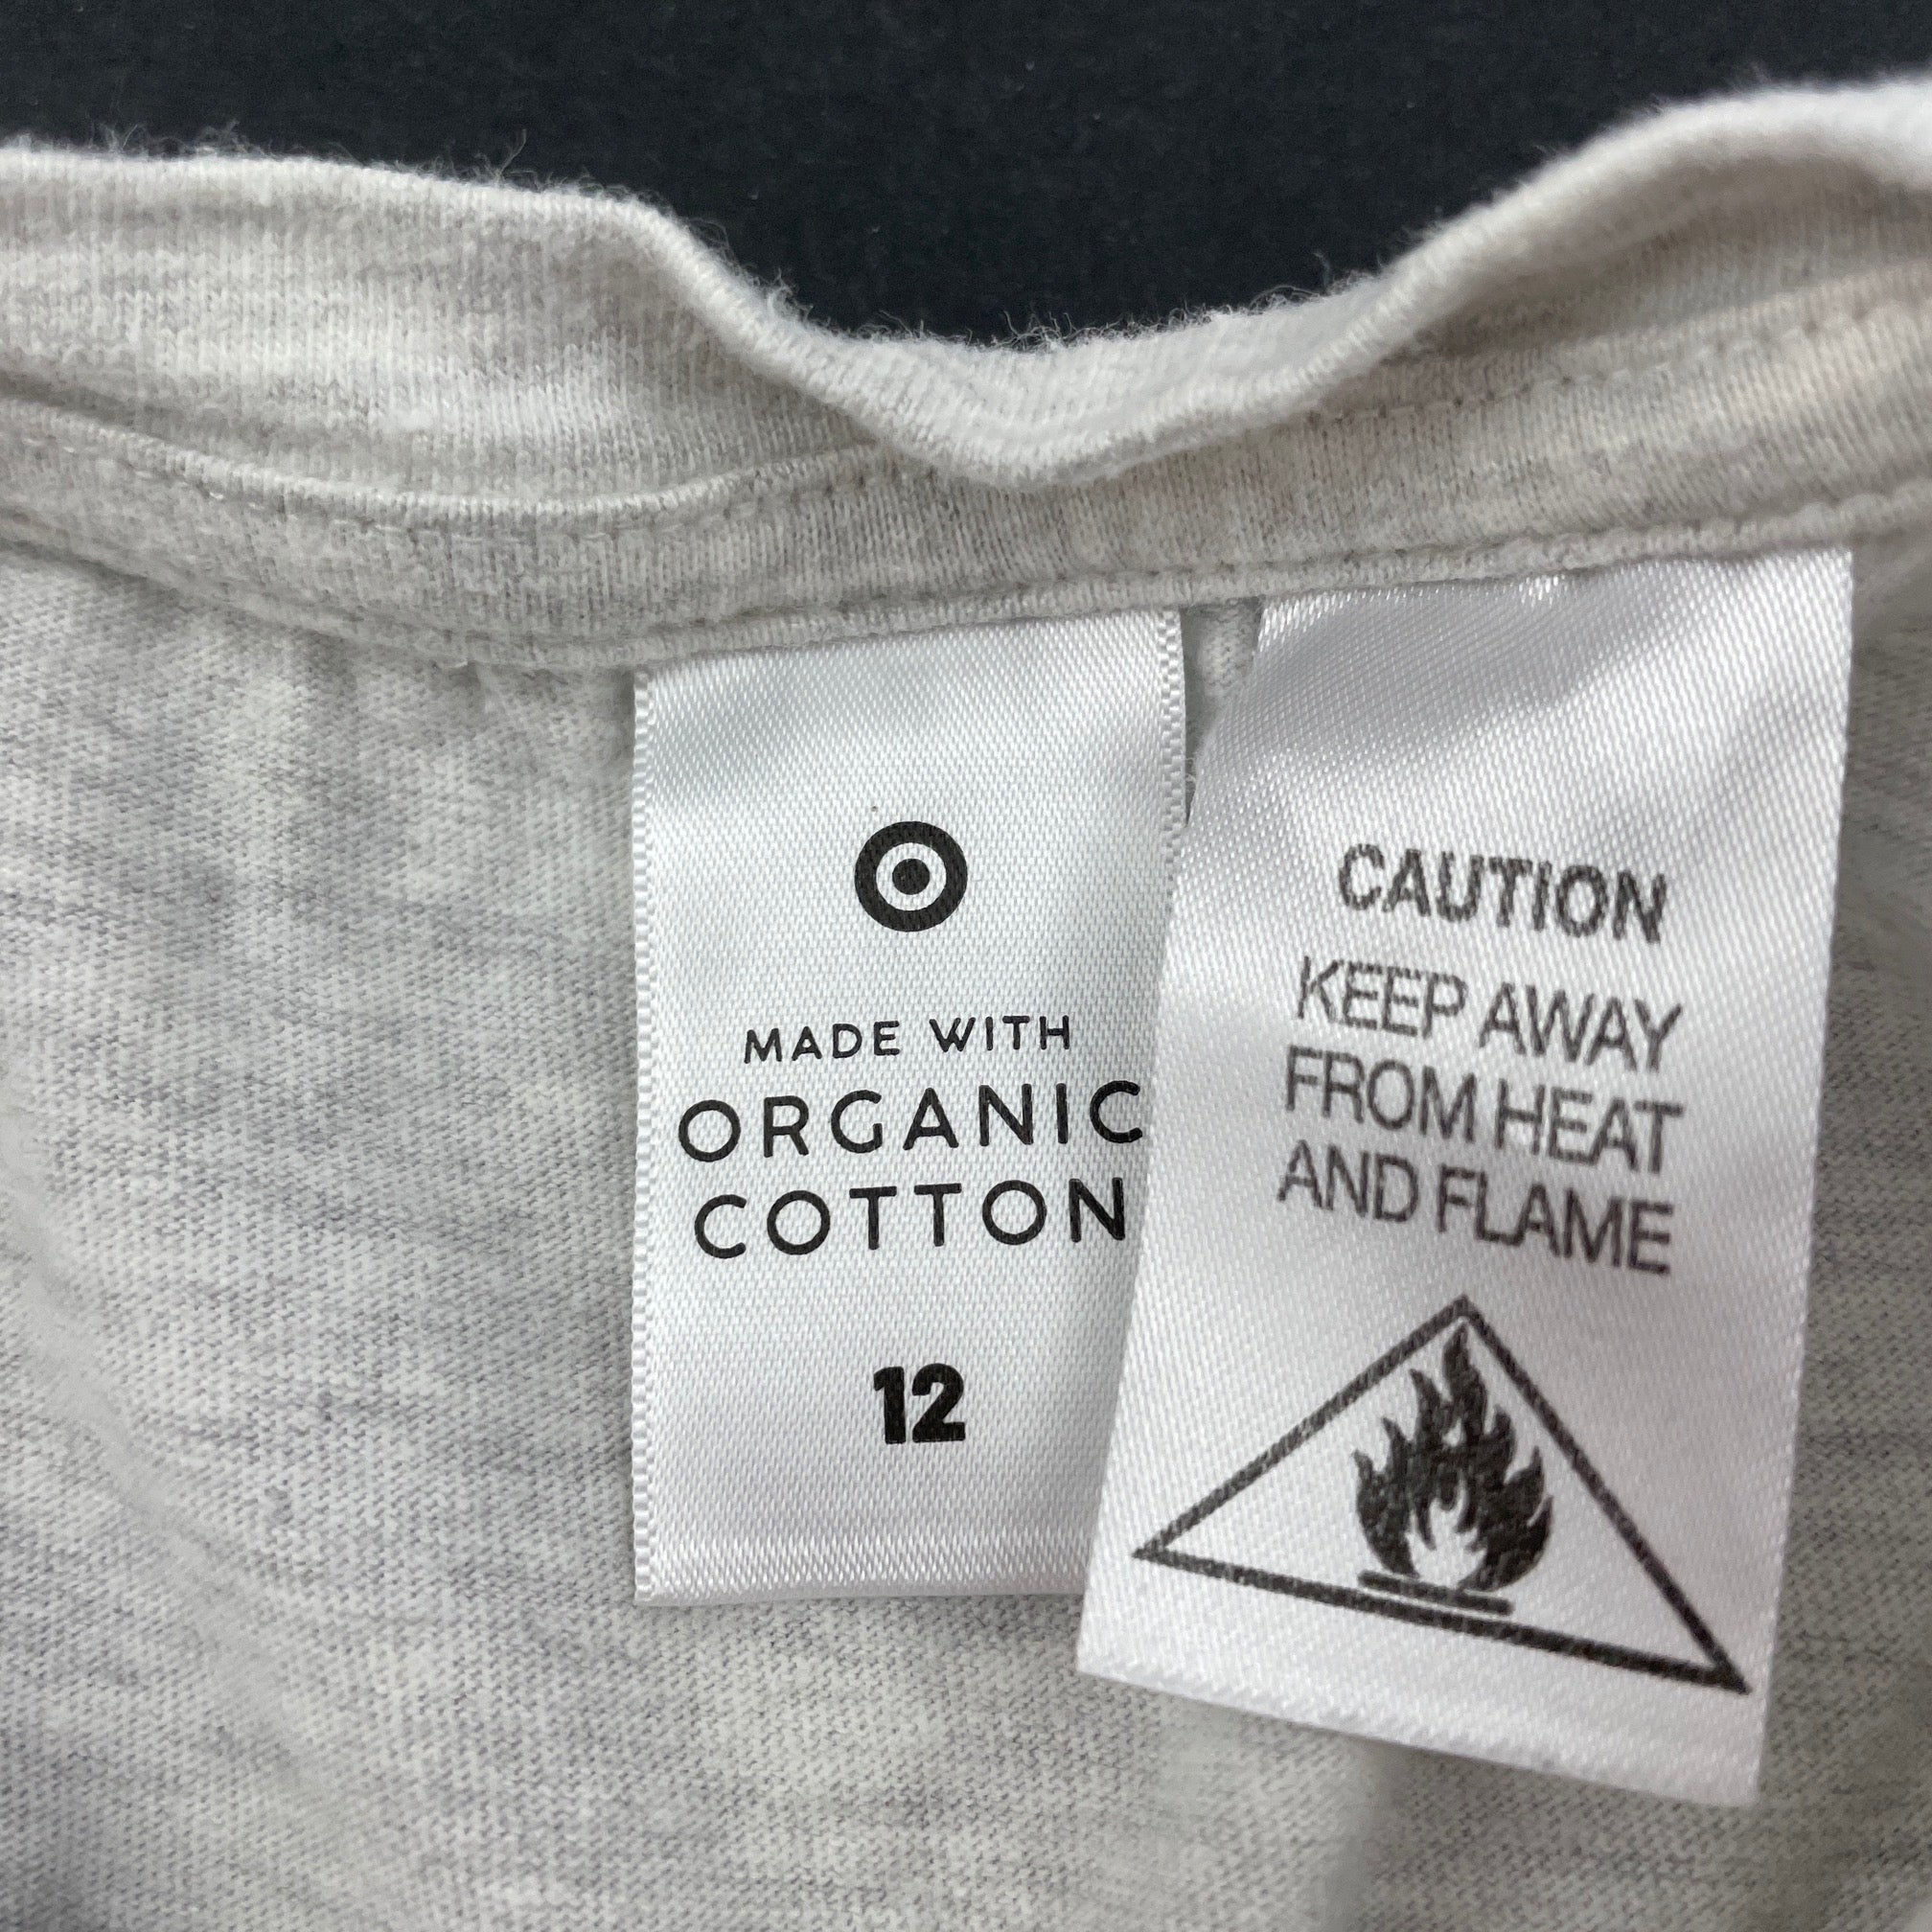 MADE WITH
ORGANIC
COTTON
12
CAUTION
KEEP AWAY
FROM HEAT
AND FLAME